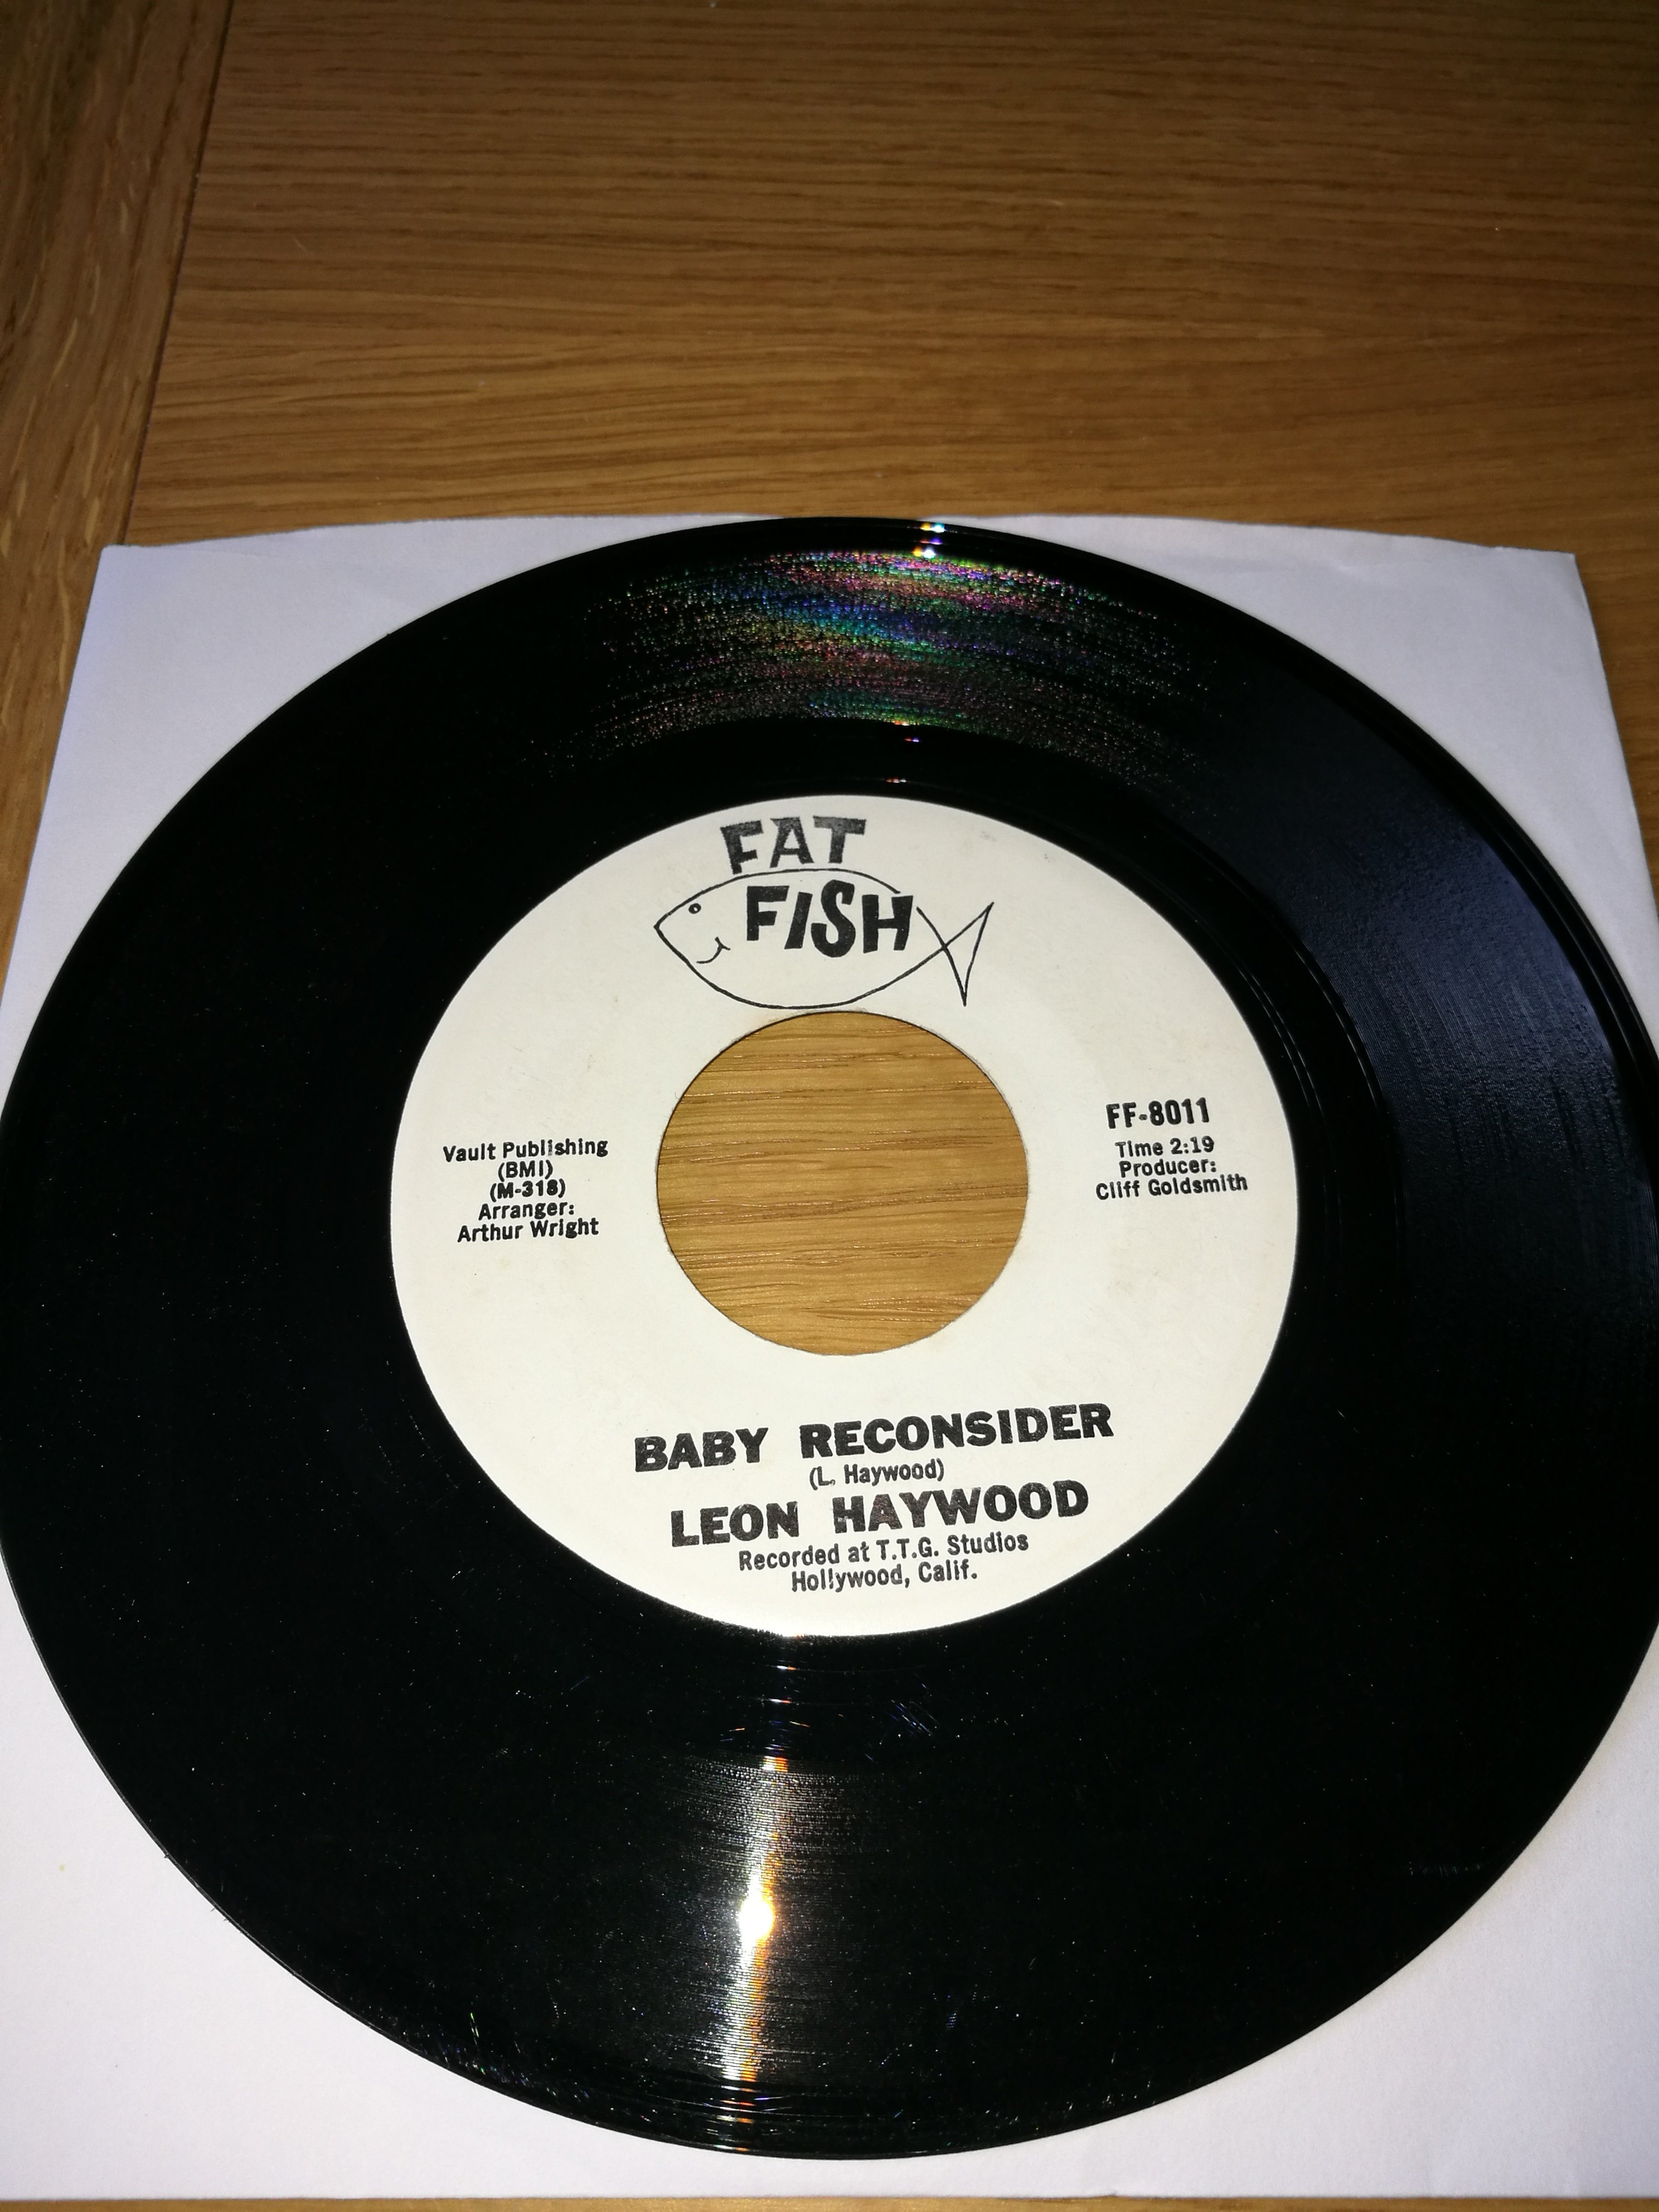 FAT
FISH
Vault Publishing
(BMI)
(M-318)
Arranger:
Arthur Wright
FF-8011
Time 2:19
Producer:
Cliff Goldsmith
BABY RECONSIDER
(L. Haywood)
LEON HAYWOOD
Recorded at T.T.G. Studios
Hollywood, Calif.